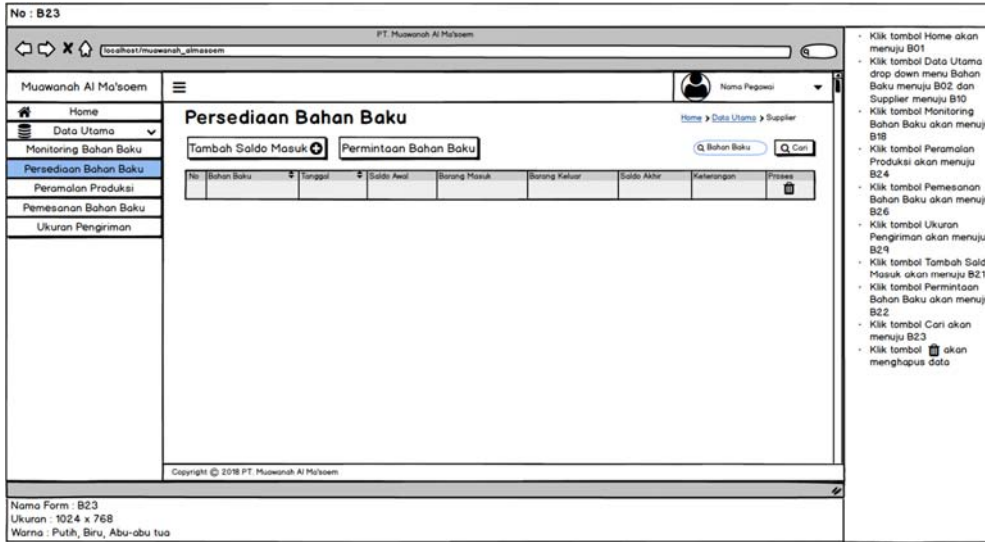 No : B23
PT. Muawanah Al Ma'soem
localhost/muawanah_almasoem
Muawanah Al Ma'soem
Nama Pegawai
Home
Data Utama
Monitoring Bahan Baku
Persediaan Bahan Baku
Peramalan Produksi
Pemesanan Bahan Baku
Ukuran Pengiriman
Persediaan Bahan Baku
Home > Data Utama > Supplier
Tambah Saldo Masuk
Permintaan Bahan Baku
Bahan Baku
Cari
No Bahan Baku Tanggal Saldo Awal Barang Masuk Barang Keluar Saldo Akhir Keterangan Proses
Copyright © 2018 PT. Muawanah Al Ma'soem
Nama Form : B23
Ukuran : 1024 x 768
Warna : Putih, Biru, Abu-abu tua
- Klik tombol Home akan
menuju B01
- Klik tombol Data Utama
drop down menu Bahan
Baku menuju B02 dan
Supplier menuju B10
- Klik tombol Monitoring
Bahan Baku akan menuju
B18
- Klik tombol Peramalan
Produksi akan menuju
B24
- Klik tombol Pemesanan
Bahan Baku akan menuju
B26
- Klik tombol Ukuran
Pengiriman akan menuju
B29
- Klik tombol Tambah Sald
Masuk akan menuju B21
- Klik tombol Permintaan
Bahan Baku akan menuju
B22
- Klik tombol Cari akan
menuju B23
- Klik tombol akan
menghapus data